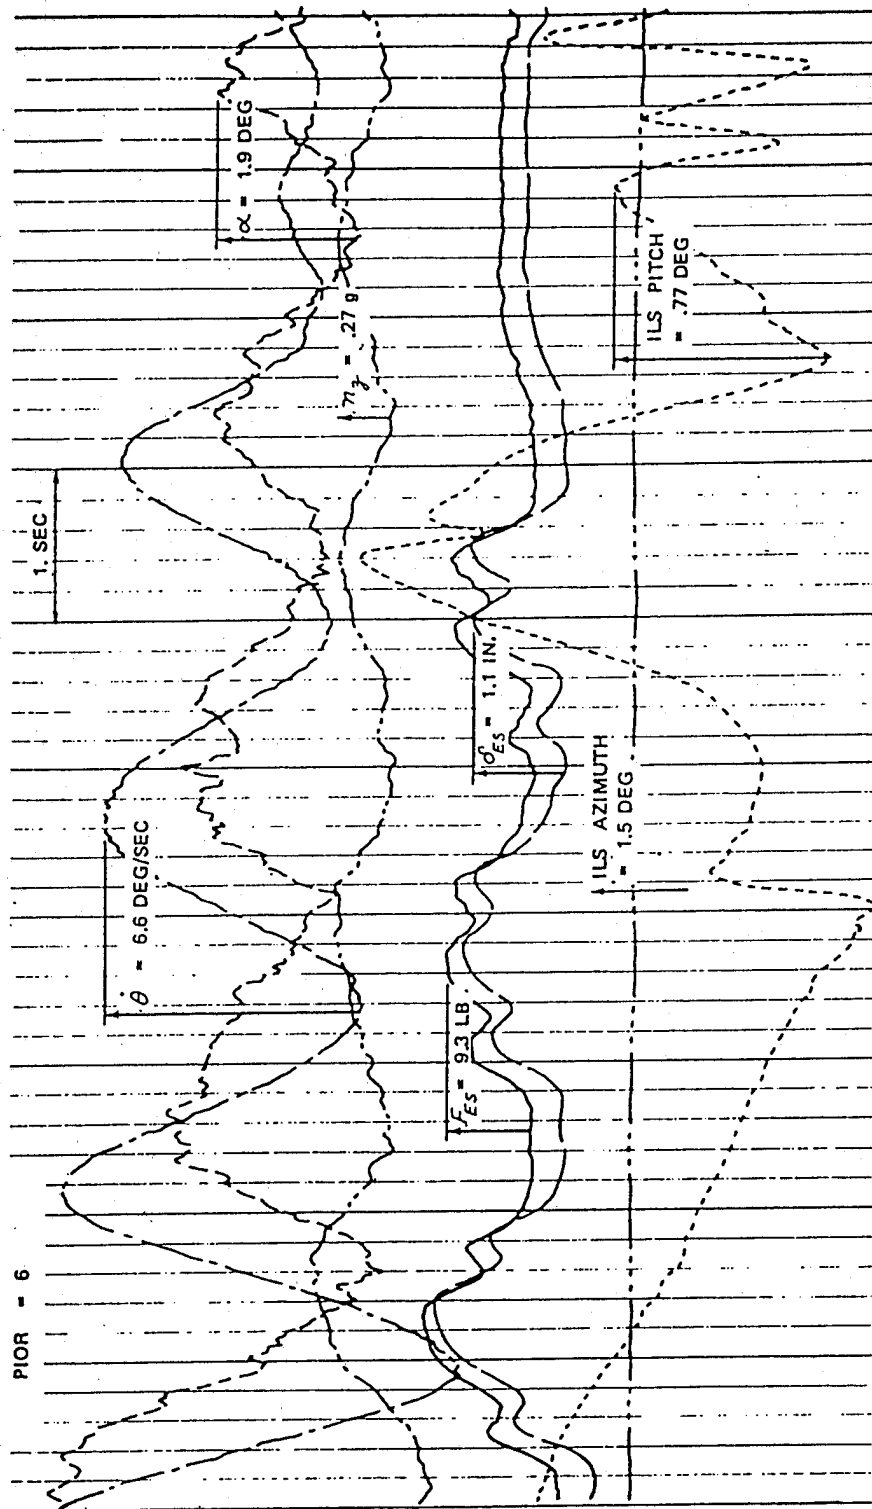 PIOR = 6
θ̇ = 6.6 DEG/SEC
1. SEC
α = 1.9 DEG
n_z = .27 g
F_ES = 9.3 LB.
δ_ES = 1.1 IN.
ILS AZIMUTH
= 1.5 DEG
ILS PITCH
= .77 DEG